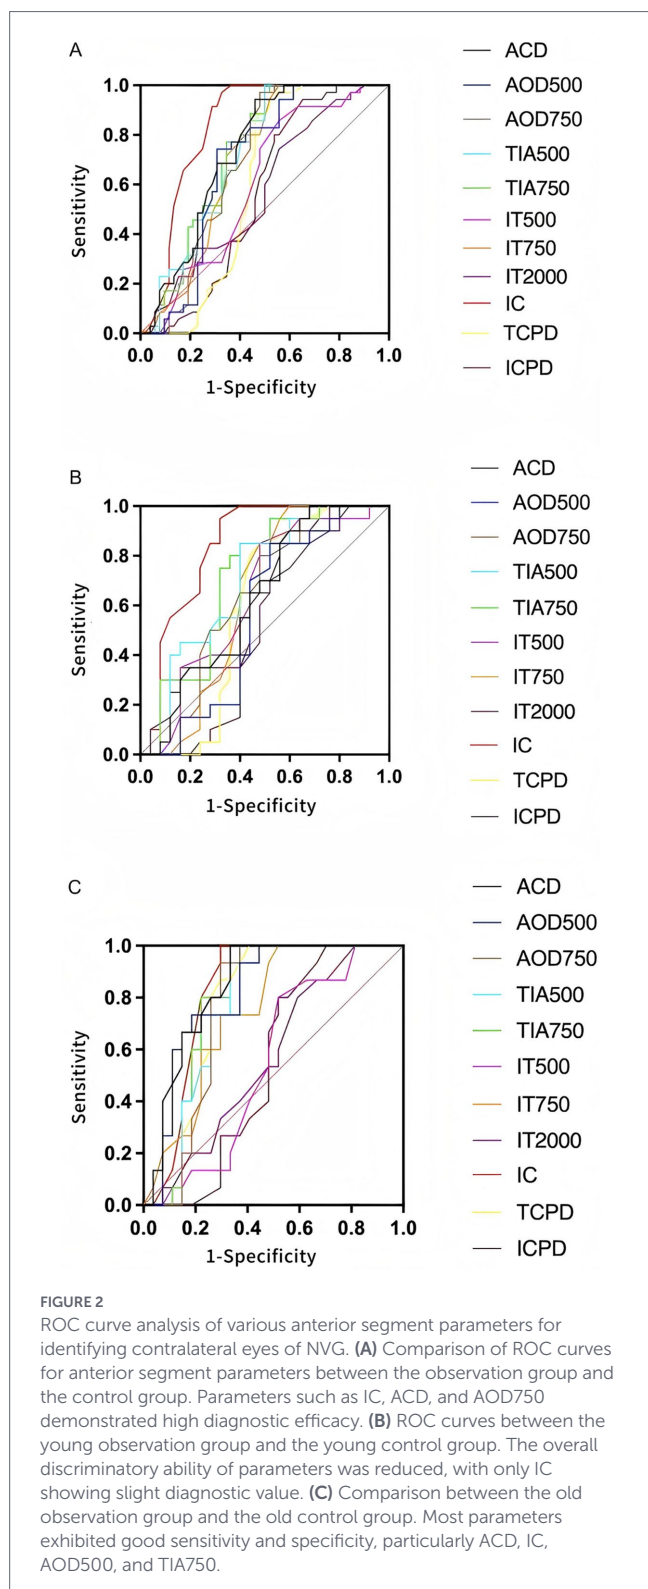 A
ACD
AOD500
AOD750
TIA500
TIA750
IT500
IT750
IT2000
IC
TCPD
ICPD
Sensitivity
1.0
0.8
0.6
0.4
0.2
0.0
0.0 0.2 0.4 0.6 0.8 1.0
1-Specificity
B
ACD
AOD500
AOD750
TIA500
TIA750
IT500
IT750
IT2000
IC
TCPD
ICPD
Sensitivity
1.0
0.8
0.6
0.4
0.2
0.0
0.0 0.2 0.4 0.6 0.8 1.0
1-Specificity
C
ACD
AOD500
AOD750
TIA500
TIA750
IT500
IT750
IT2000
IC
TCPD
ICPD
Sensitivity
1.0
0.8
0.6
0.4
0.2
0.0
0.0 0.2 0.4 0.6 0.8 1.0
1-Specificity
FIGURE 2
ROC curve analysis of various anterior segment parameters for
identifying contralateral eyes of NVG. (A) Comparison of ROC curves
for anterior segment parameters between the observation group and
the control group. Parameters such as IC, ACD, and AOD750
demonstrated high diagnostic efficacy. (B) ROC curves between the
young observation group and the young control group. The overall
discriminatory ability of parameters was reduced, with only IC
showing slight diagnostic value. (C) Comparison between the old
observation group and the old control group. Most parameters
exhibited good sensitivity and specificity, particularly ACD, IC,
AOD500, and TIA750.